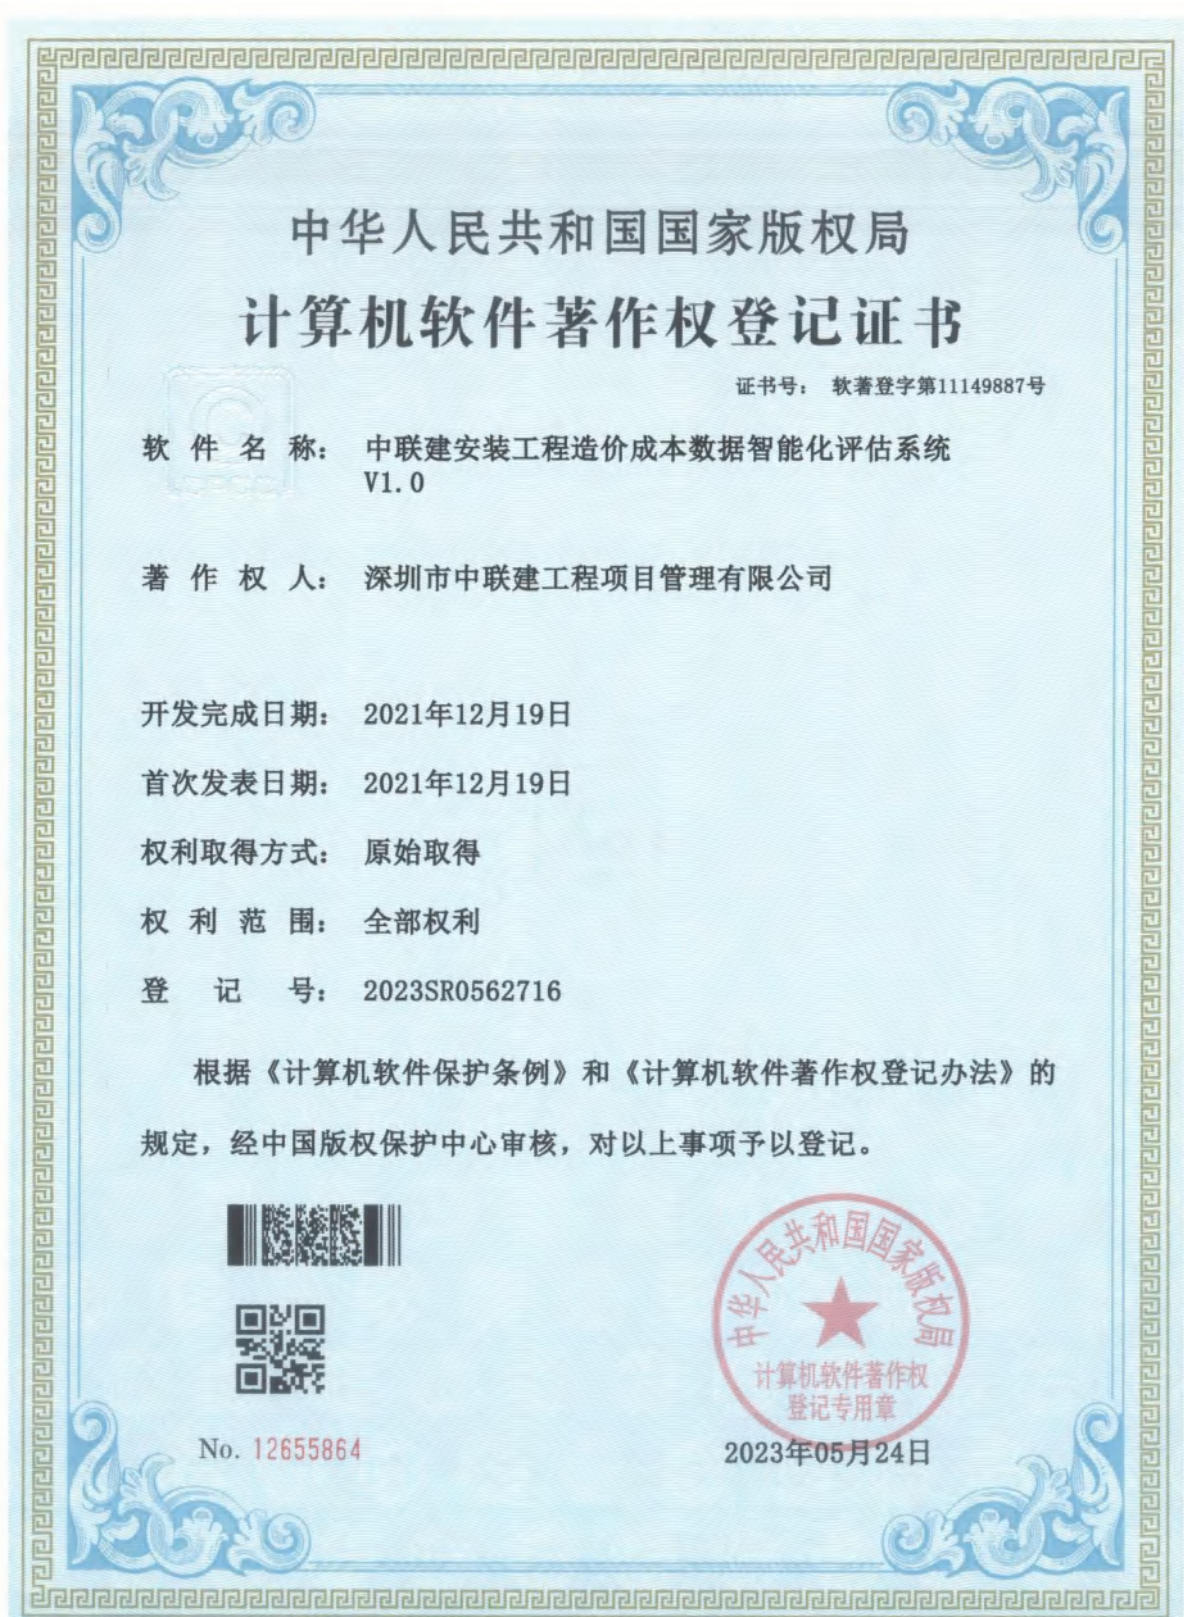 中华人民共和国国家版权局
计算机软件著作权登记证书
证书号： 软著登字第11149887号
软件名称： 中联建安装工程造价成本数据智能化评估系统
V1.0
著作权人： 深圳市中联建工程项目管理有限公司
开发完成日期： 2021年12月19日
首次发表日期： 2021年12月19日
权利取得方式： 原始取得
权利范围： 全部权利
登记号： 2023SR0562716
根据《计算机软件保护条例》和《计算机软件著作权登记办法》的
规定，经中国版权保护中心审核，对以上事项予以登记。
中华人民共和国国家版权局
计算机软件著作权
登记专用章
No. 12655864
2023年05月24日